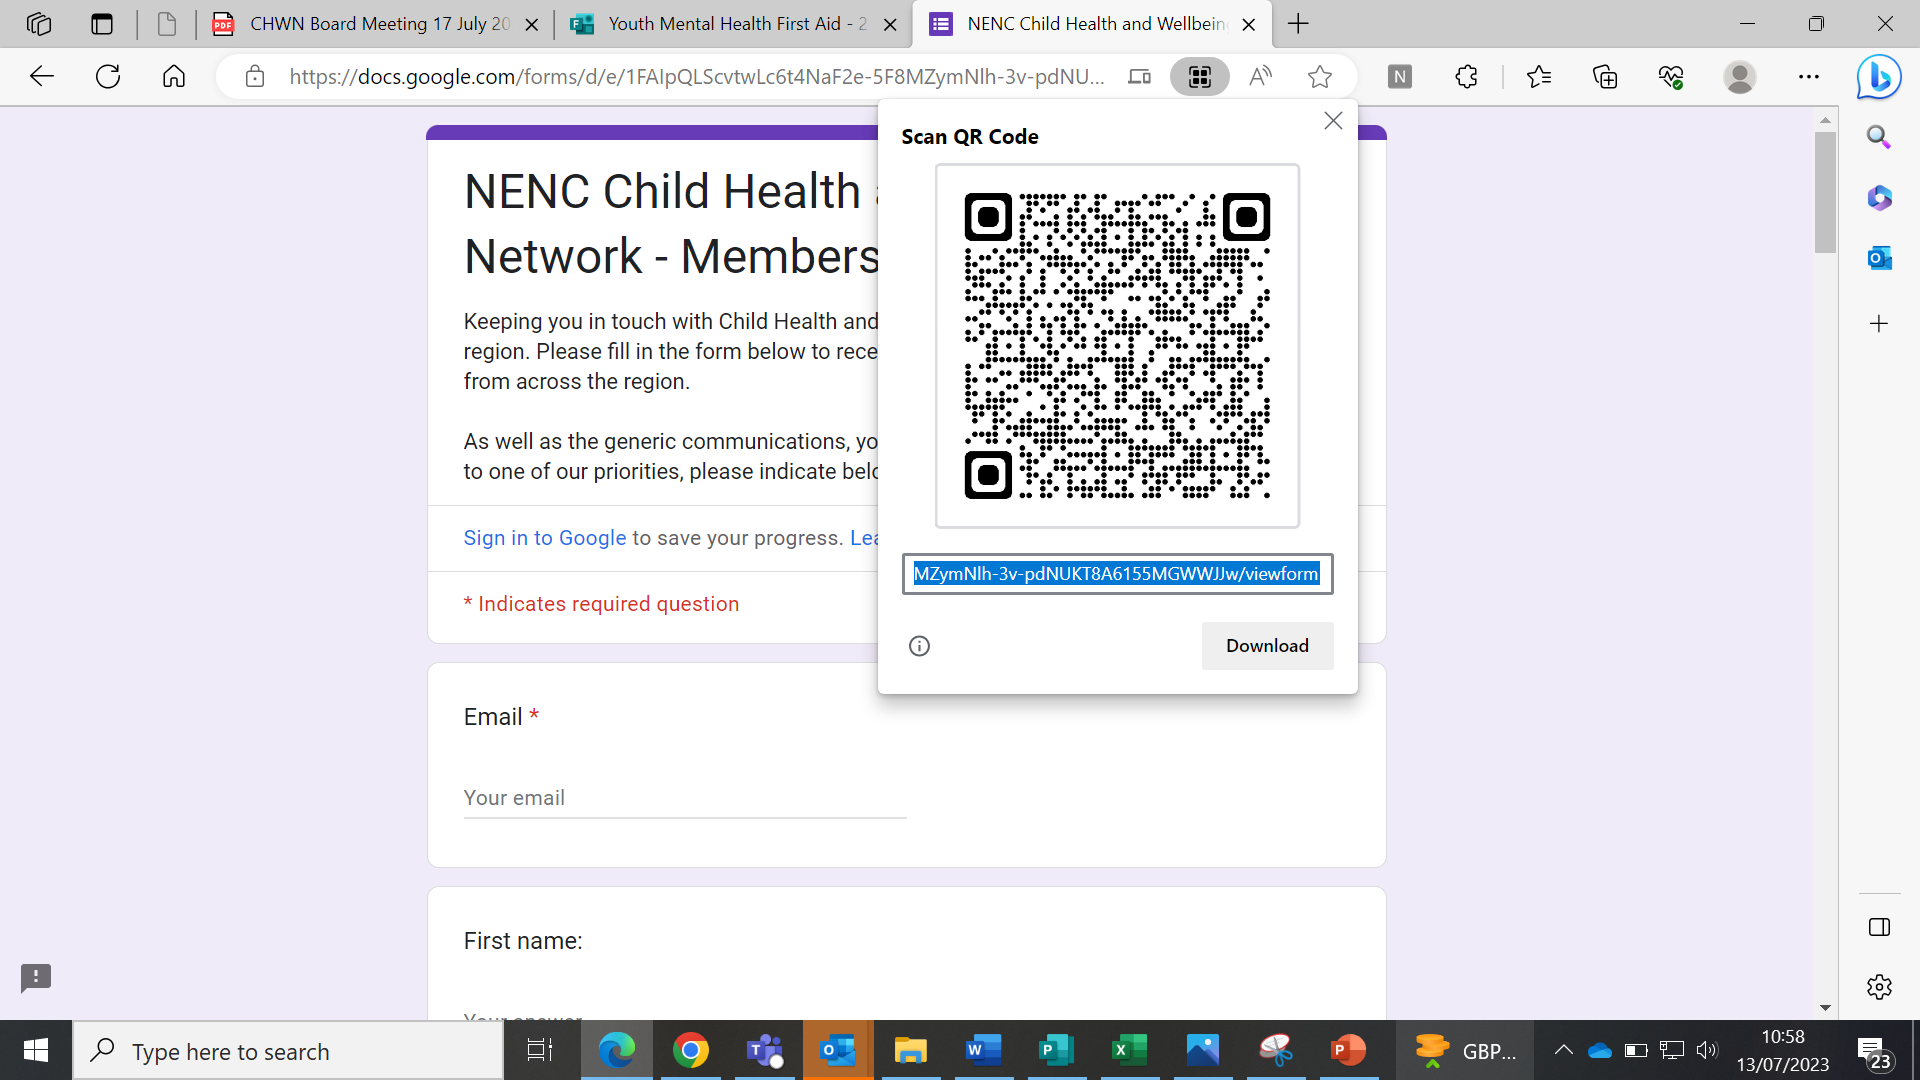 CHWN Board Meeting 17 July 20
Youth Mental Health First Aid - 2
NENC Child Health and Wellbein
https://docs.google.com/forms/d/e/1FAIpQLScvtwLc6t4NaF2e-5F8MZymNlh-3v-pdNU...
Scan QR Code
MZymNlh-3v-pdNUKT8A6155MGWWJJw/viewform
Download
NENC Child Health
Network - Members
Keeping you in touch with Child Health and
region. Please fill in the form below to rece
from across the region.
As well as the generic communications, yo
to one of our priorities, please indicate belo
Sign in to Google to save your progress. Lea
* Indicates required question
Email *
Your email
First name:
Your answer
Type here to search
GBP...
10:58
13/07/2023
23